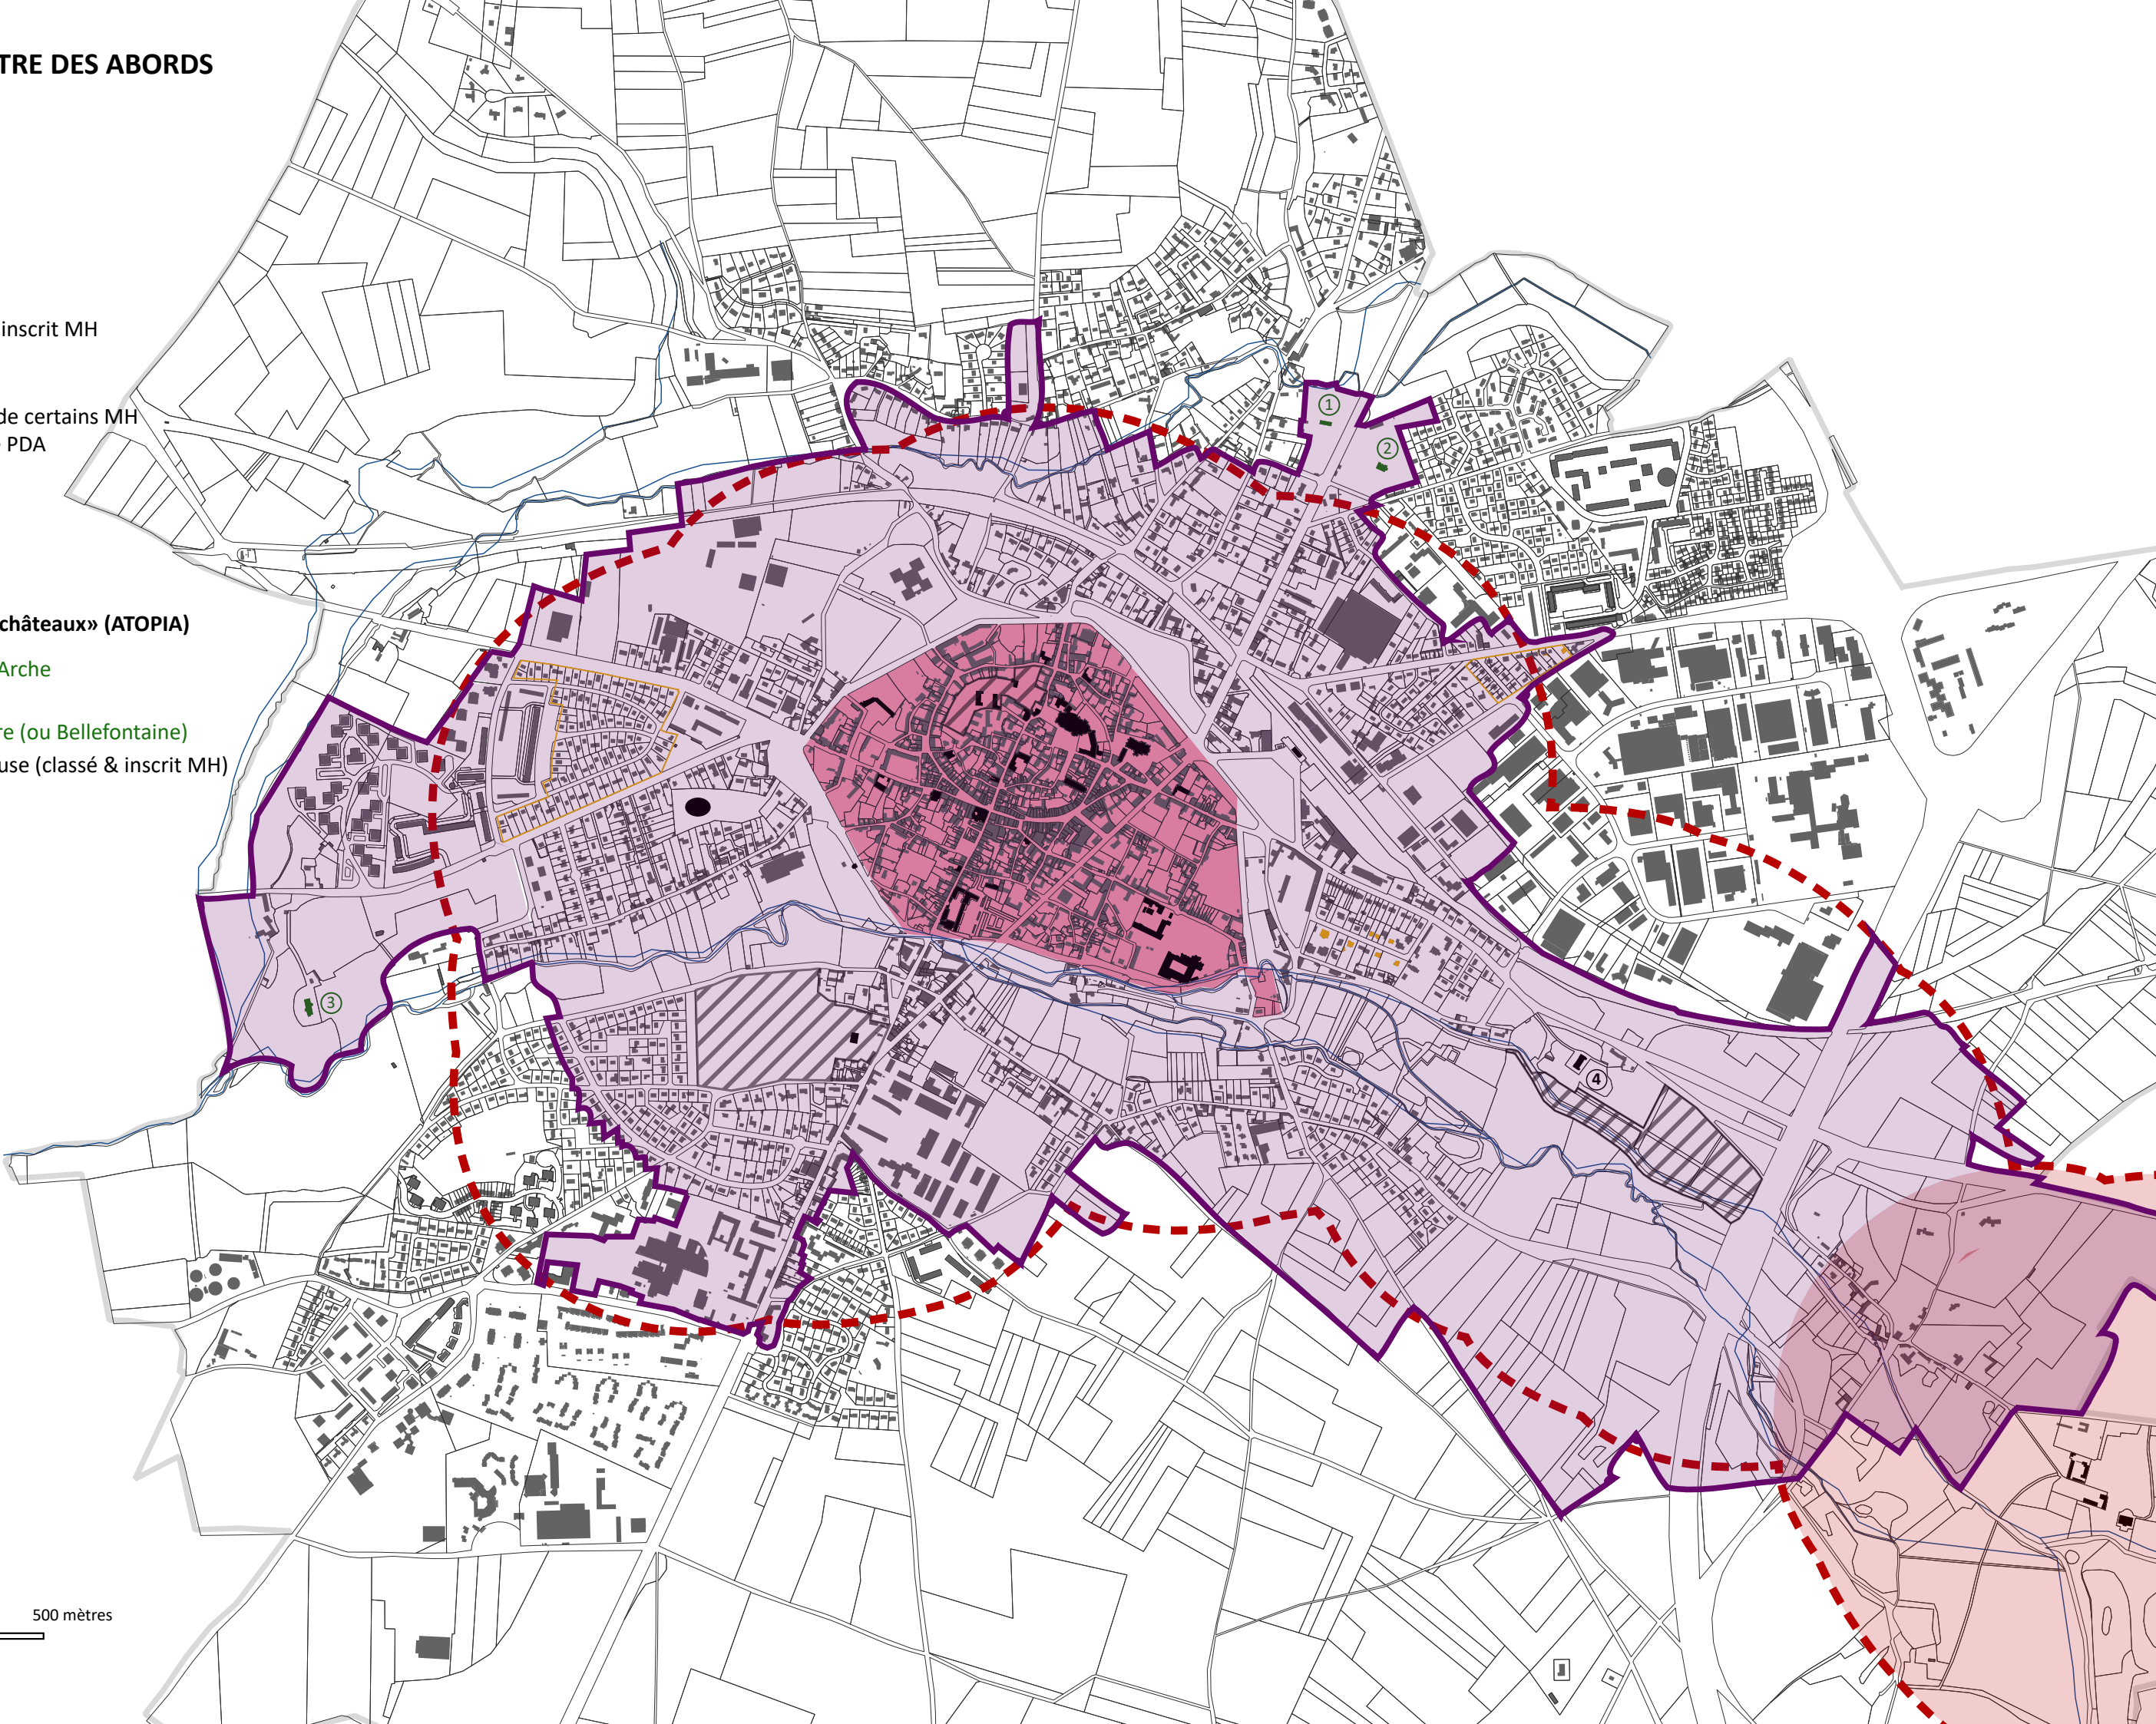 TRE DES ABORDS
inscrit MH
de certains MH
PDA
châteaux» (ATOPIA)
Arche
re (ou Bellefontaine)
use (classé & inscrit MH)
500 mètres
1
2
3
4